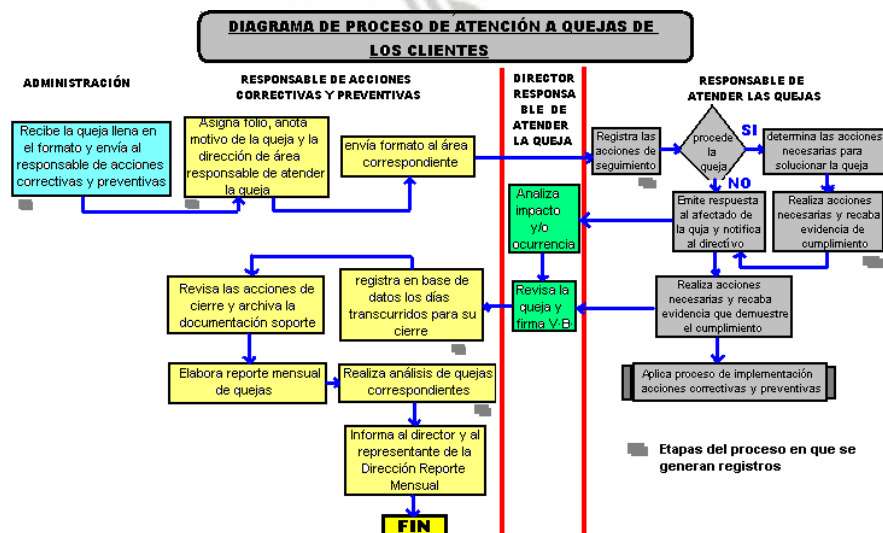 DIAGRAMA DE PROCESO DE ATENCIÓN A QUEJAS DE
LOS CLIENTES
ADMINISTRACIÓN
RESPONSABLE DE ACCIONES
CORRECTIVAS Y PREVENTIVAS
DIRECTOR
RESPONSA
BLE DE
ATENDER
LA QUEJA
RESPONSABLE DE
ATENDER LAS QUEJAS
Recibe la queja llena en
el formato y envía al
responsable de acciones
correctivas y preventivas
Asigna folio, anota
motivo de la queja y la
dirección de área
responsable de atender
la queja
envía formato al área
correspondiente
Registra las
acciones de
seguimiento
procede
la
queja
SI
NO
determina las acciones
necesarias para
solucionar la queja
Realiza acciones
necesarias y recaba
evidencia de
cumplimiento
Emite respuesta
al afectado de
la quja y notifica
al directivo
Analiza
impacto
y/o
ocurrencia
Realiza acciones
necesarias y recaba
evidencia que demuestre
el cumplimiento
Revisa la
queja y
firma V·B·
registra en base de
datos los días
transcurridos para su
cierre
Revisa las acciones de
cierre y archiva la
documentación soporte
Elabora reporte mensual
de quejas
Realiza análisis de quejas
correspondientes
Aplica proceso de implementación
acciones correctivas y preventivas
Informa al director y al
representante de la
Dirección Reporte
Mensual
FIN
Etapas del proceso en que se
generan registros